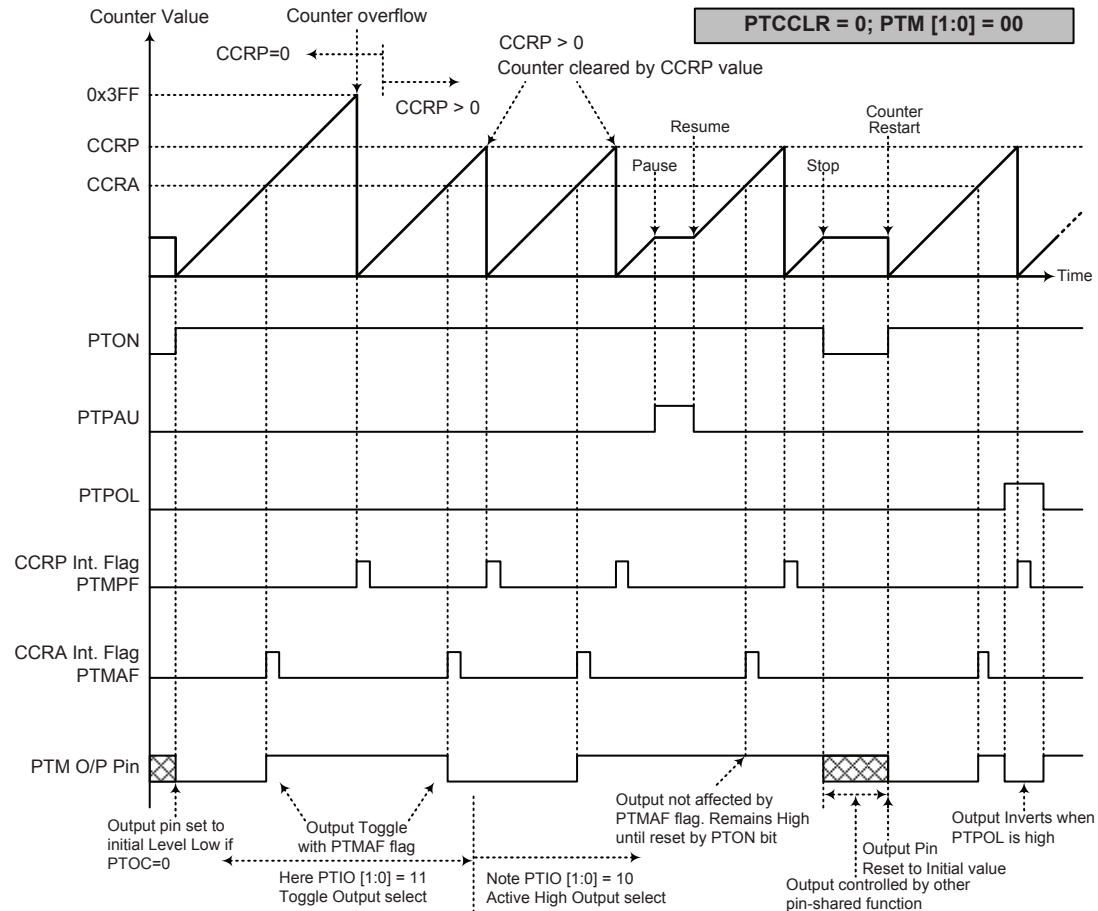 Counter Value
Counter overflow
PTCCLR = 0; PTM [1:0] = 00
CCRP=0
CCRP > 0
CCRP > 0
Counter cleared by CCRP value
0x3FF
CCRP
CCRA
Pause
Resume
Stop
Counter
Restart
Time
PTON
PTPAU
PTPOL
CCRP Int. Flag
PTMPF
CCRA Int. Flag
PTMAF
PTM O/P Pin
Output pin set to
initial Level Low if
PTOC=0
Output Toggle
with PTMAF flag
Here PTIO [1:0] = 11
Toggle Output select
Note PTIO [1:0] = 10
Active High Output select
Output not affected by
PTMAF flag. Remains High
until reset by PTON bit
Output Pin
Reset to Initial value
Output controlled by other
pin-shared function
Output Inverts when
PTPOL is high